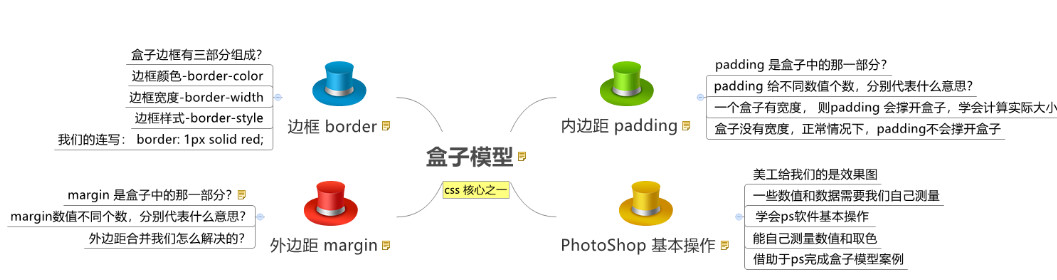 盒子模型
css 核心之一
边框 border
盒子边框有三部分组成?
边框颜色-border-color
边框宽度-border-width
边框样式-border-style
我们的连写: border: 1px solid red;
外边距 margin
margin 是盒子中的那一部分?
margin数值不同个数，分别代表什么意思?
外边距合并我们怎么解决的?
内边距 padding
padding 是盒子中的那一部分?
padding 给不同数值个数，分别代表什么意思?
一个盒子有宽度， 则padding 会撑开盒子，学会计算实际大小
盒子没有宽度，正常情况下，padding不会撑开盒子
PhotoShop 基本操作
美工给我们的是效果图
一些数值和数据需要我们自己测量
学会ps软件基本操作
能自己测量数值和取色
借助于ps完成盒子模型案例